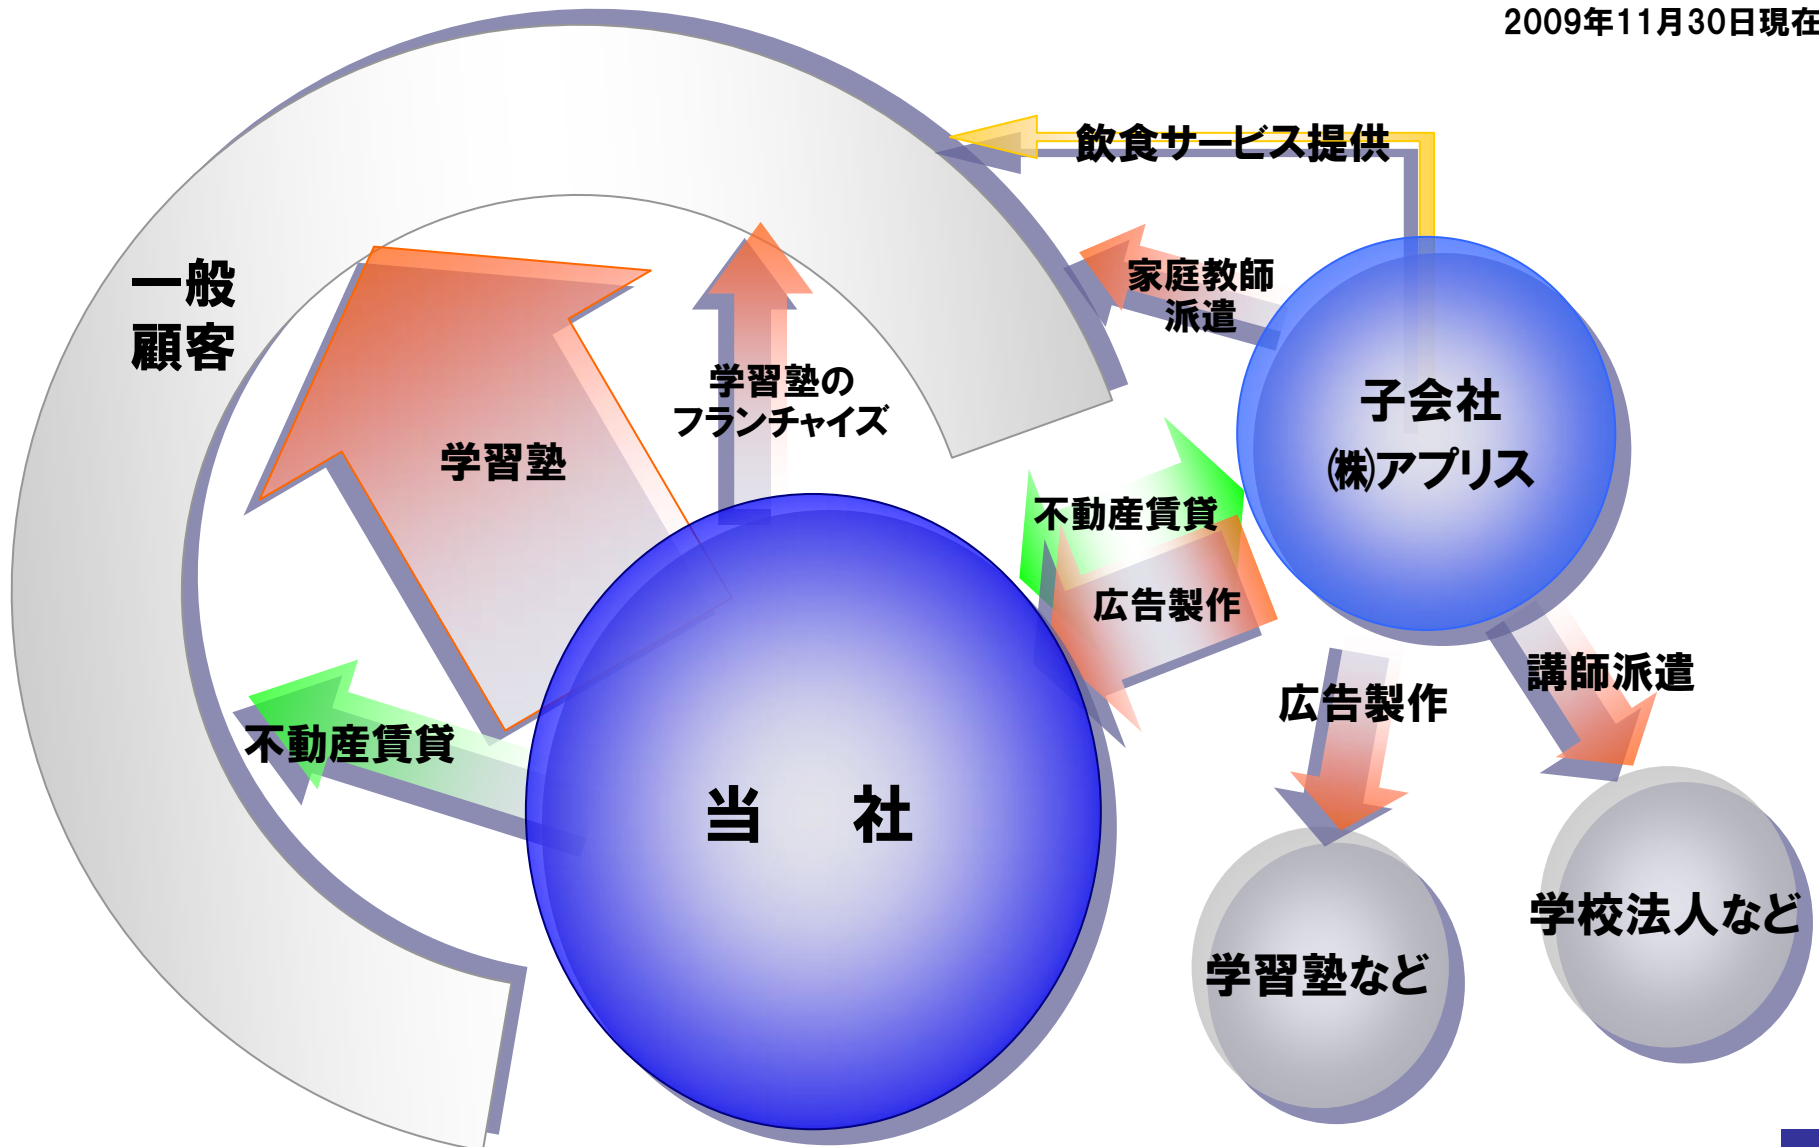 2009年11月30日現在
飲食サービス提供
一般
顧客
家庭教師
派遣
学習塾の
フランチャイズ
学習塾
子会社
㈱アプリス
不動産賃貸
広告製作
不動産賃貸
広告製作
講師派遣
当　社
学習塾など
学校法人など